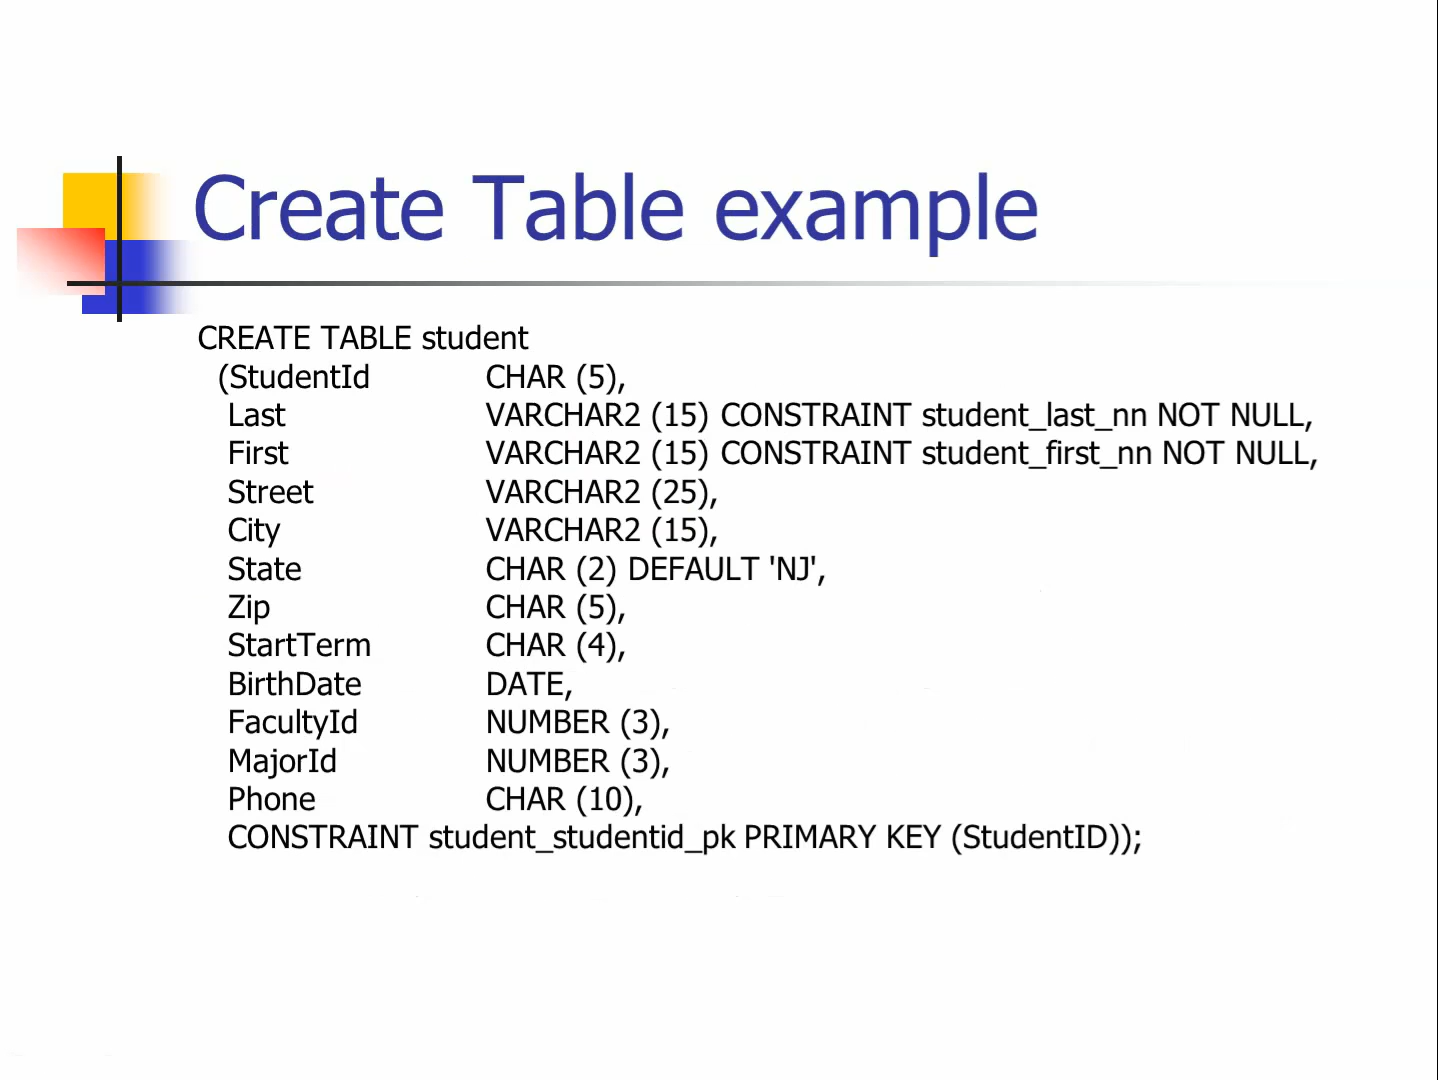 Create Table example
CREATE TABLE student
(StudentId CHAR (5),
Last VARCHAR2 (15) CONSTRAINT student_last_nn NOT NULL,
First VARCHAR2 (15) CONSTRAINT student_first_nn NOT NULL,
Street VARCHAR2 (25),
City VARCHAR2 (15),
State CHAR (2) DEFAULT 'NJ',
Zip CHAR (5),
StartTerm CHAR (4),
BirthDate DATE,
FacultyId NUMBER (3),
MajorId NUMBER (3),
Phone CHAR (10),
CONSTRAINT student_studentid_pk PRIMARY KEY (StudentID));